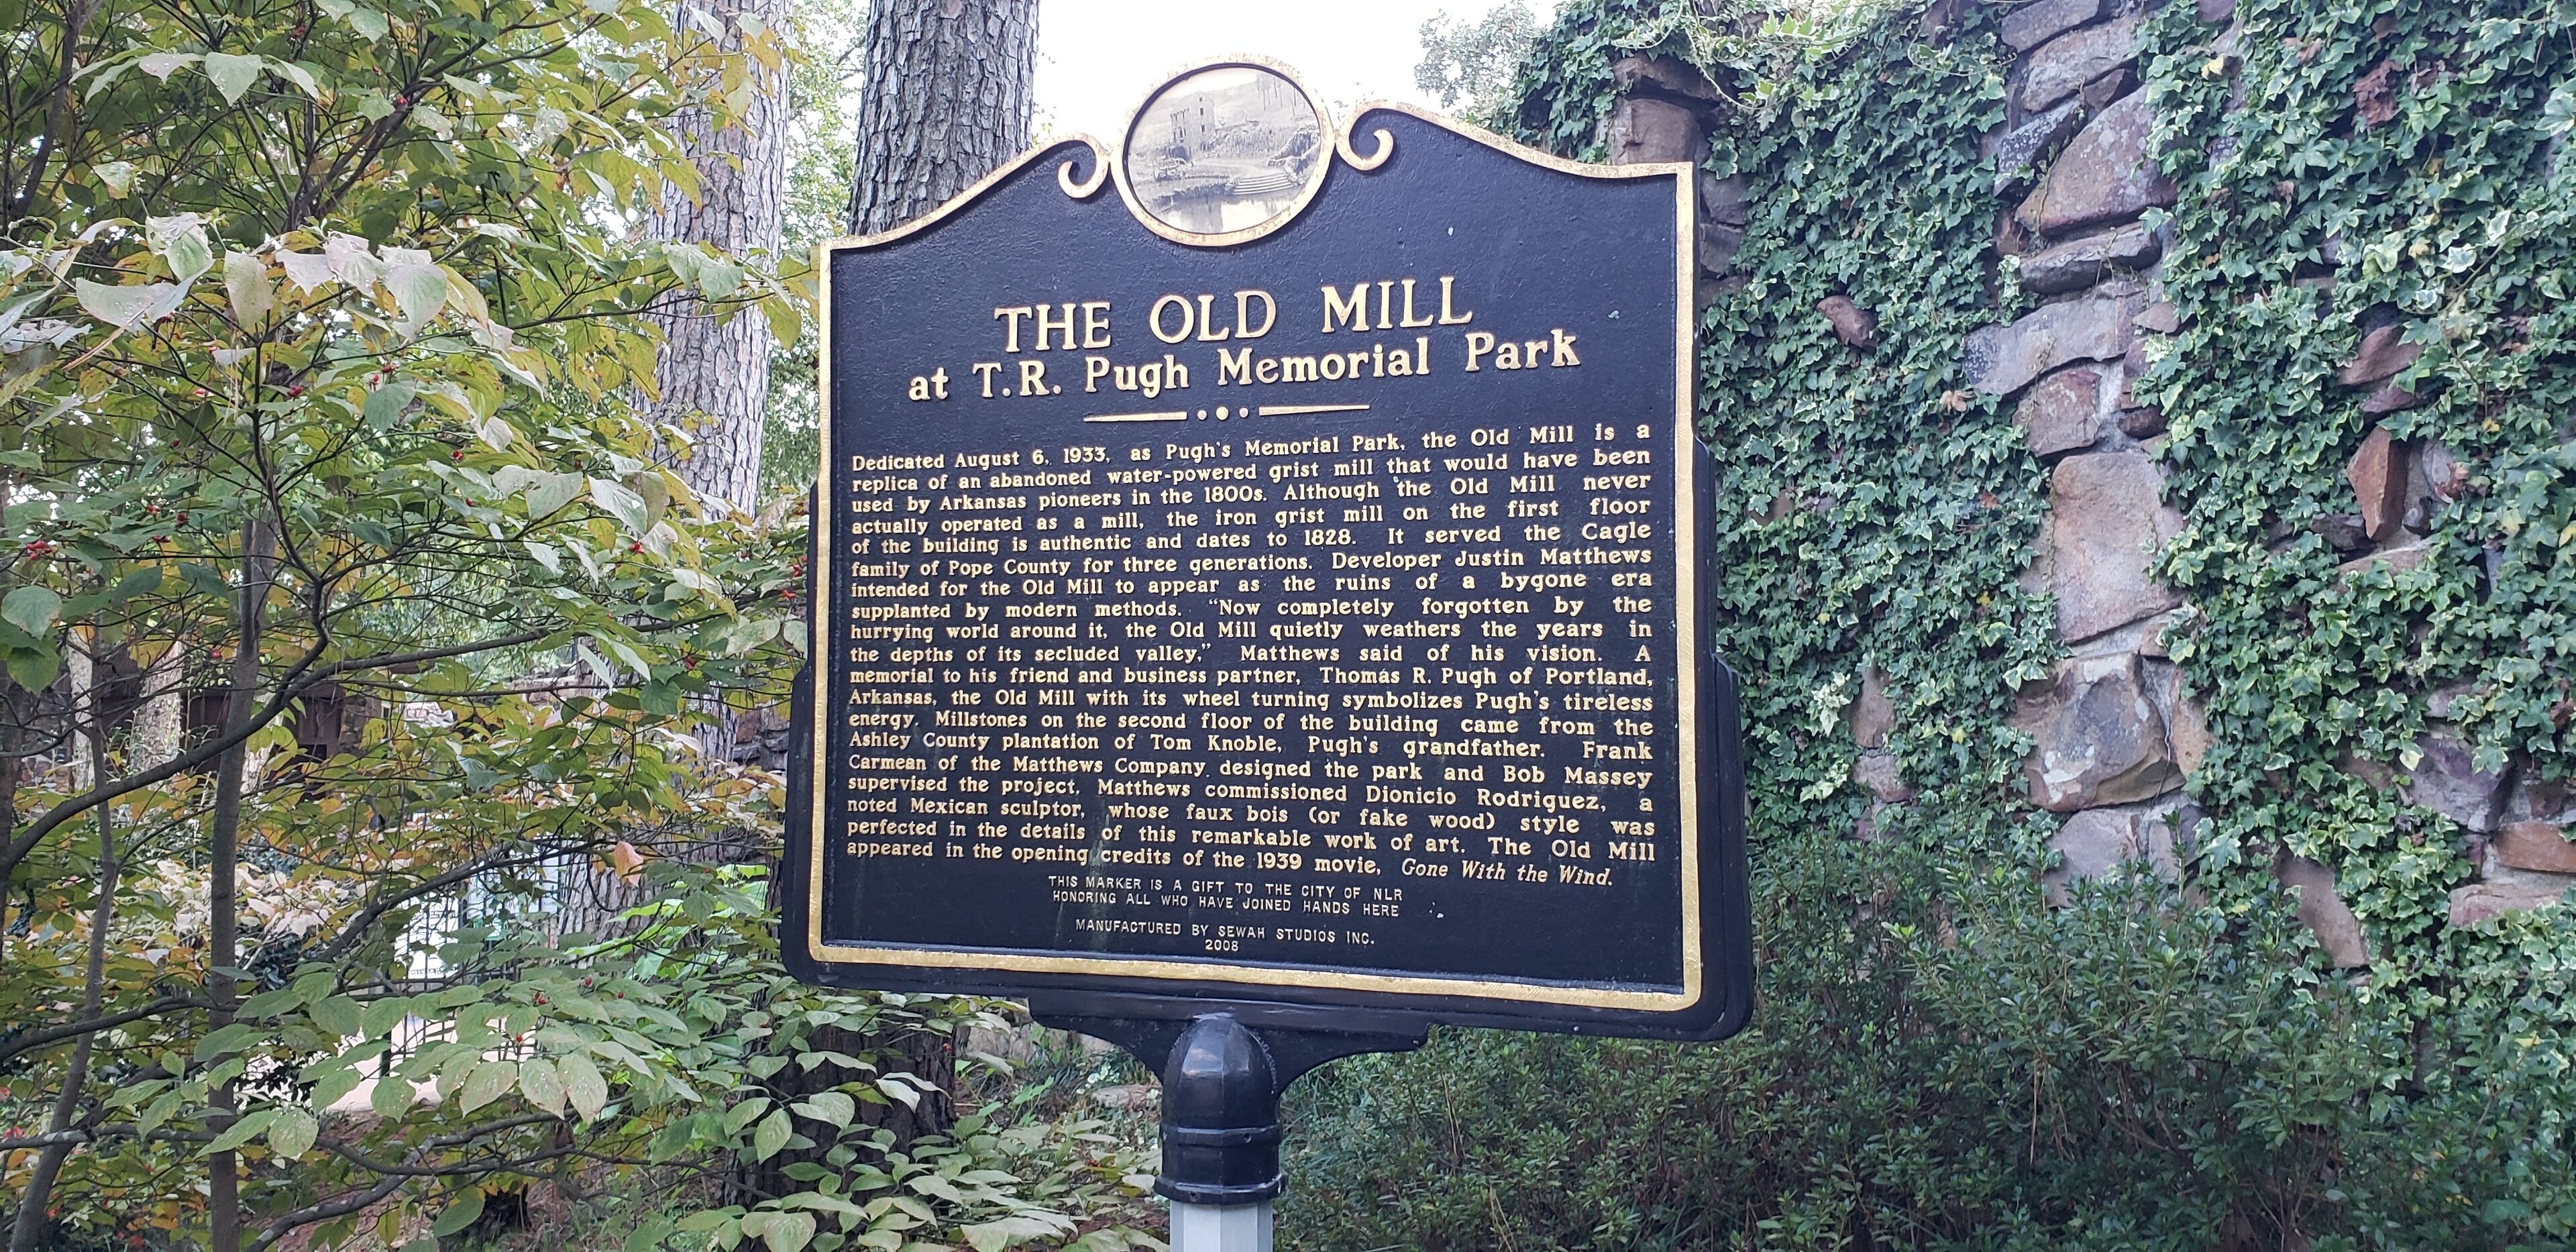 THE OLD MILL
at T.R. Pugh Memorial Park
Dedicated August 6, 1933, as Pugh's Memorial Park, the Old Mill is a
replica of an abandoned water-powered grist mill that would have been
used by Arkansas pioneers in the 1800s. Although the Old Mill never
actually operated as a mill, the iron grist mill on the first floor
of the building is authentic and dates to 1828. It served the Cagle
family of Pope County for three generations. Developer Justin Matthews
intended for the Old Mill to appear as the ruins of a bygone era
supplanted by modern methods. "Now completely forgotten by the
hurrying world around it, the Old Mill quietly weathers the years in
the depths of its secluded valley," Matthews said of his vision. A
memorial to his friend and business partner, Thomas R. Pugh of Portland,
Arkansas, the Old Mill with its wheel turning symbolizes Pugh's tireless
energy. Millstones on the second floor of the building came from the
Ashley County plantation of Tom Knoble, Pugh's grandfather. Frank
Carmean of the Matthews Company designed the park and Bob Massey
supervised the project. Matthews commissioned Dionicio Rodriguez, a
noted Mexican sculptor, whose faux bois (or fake wood) style was
perfected in the details of this remarkable work of art. The Old Mill
appeared in the opening credits of the 1939 movie, Gone With the Wind.
THIS MARKER IS A GIFT TO THE CITY OF NLR
HONORING ALL WHO HAVE JOINED HANDS HERE
MANUFACTURED BY SEWAH STUDIOS INC.
2008